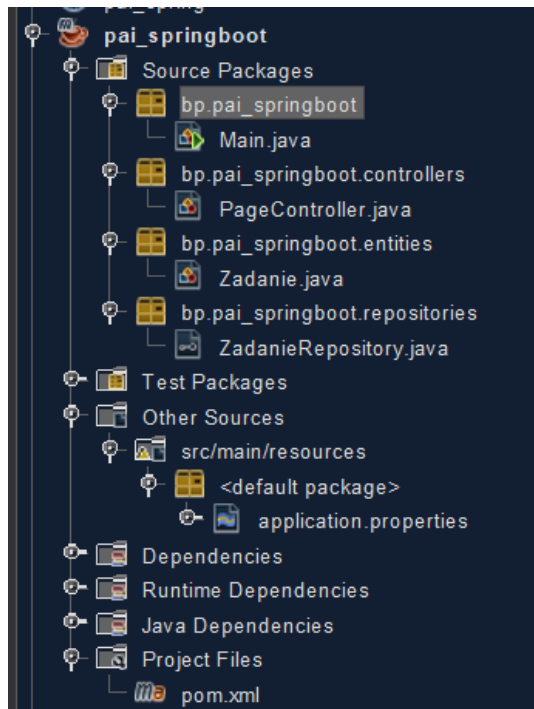 pai_spring
pai_springboot
Source Packages
bp.pai_springboot
Main.java
bp.pai_springboot.controllers
PageController.java
bp.pai_springboot.entities
Zadanie.java
bp.pai_springboot.repositories
ZadanieRepository.java
Test Packages
Other Sources
src/main/resources
<default package>
application.properties
Dependencies
Runtime Dependencies
Java Dependencies
Project Files
pom.xml